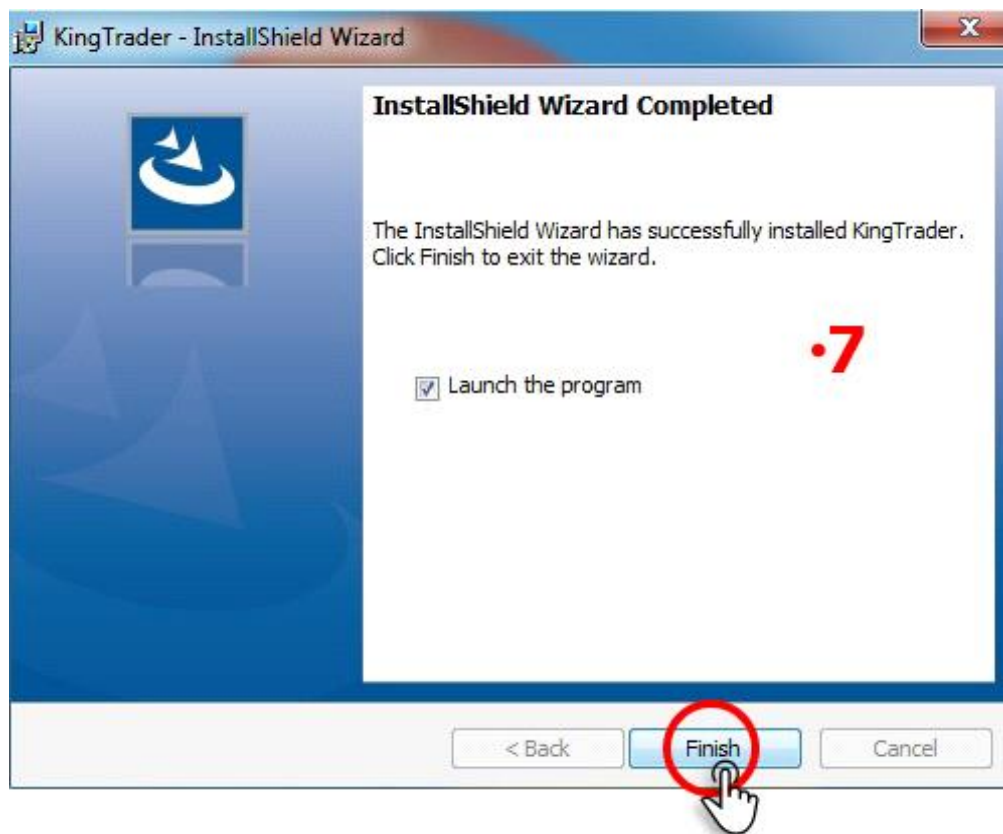 KingTrader - InstallShield Wizard
InstallShield Wizard Completed
The InstallShield Wizard has successfully installed KingTrader.
Click Finish to exit the wizard.
•7
Launch the program
< Back
Finish
Cancel